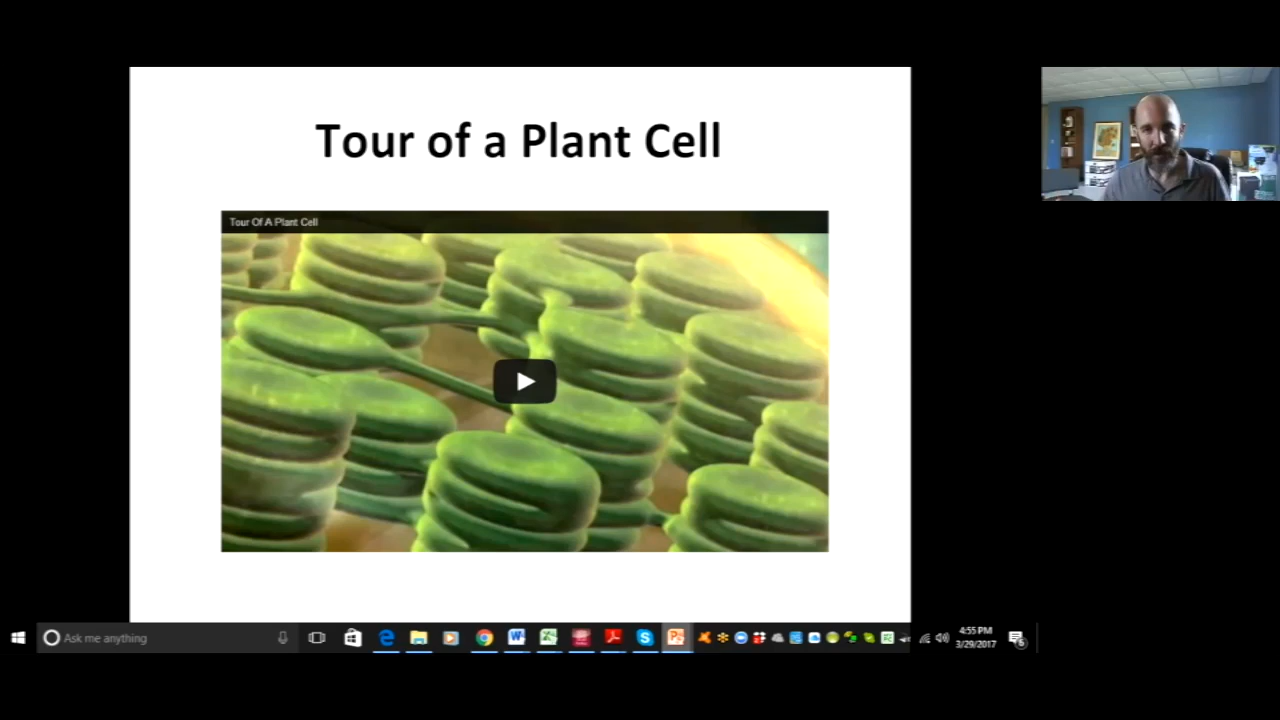 Tour of a Plant Cell
Tour Of A Plant Cell
Ask me anything
4:55 PM
3/29/2017